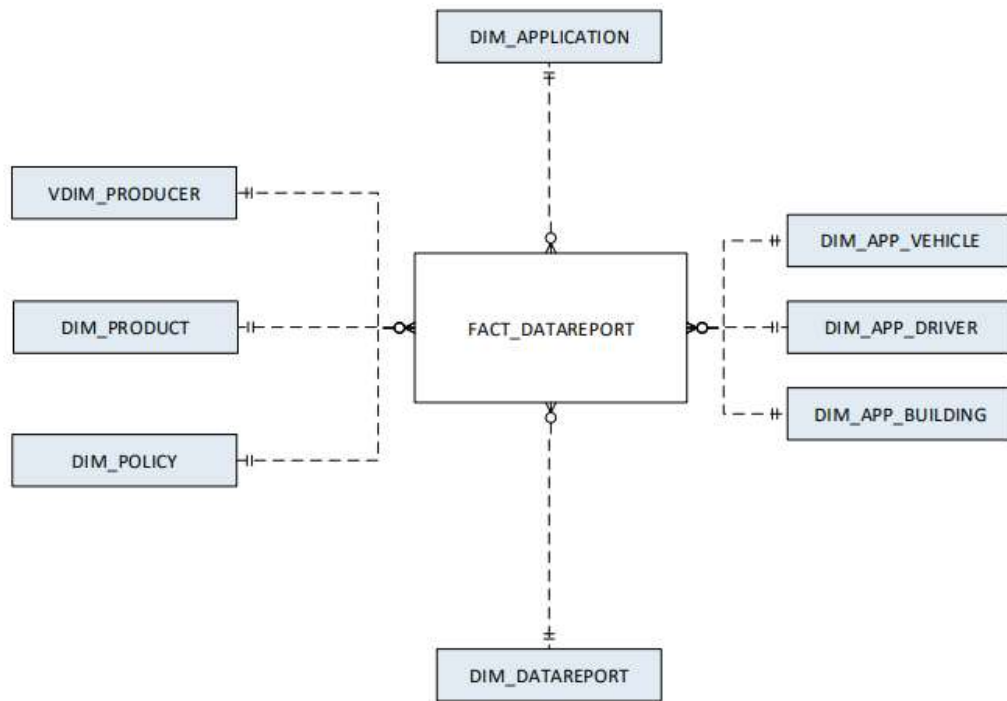 DIM_APPLICATION
VDIM_PRODUCER
DIM_APP_VEHICLE
DIM_PRODUCT
FACT_DATAREPORT
DIM_APP_DRIVER
DIM_APP_BUILDING
DIM_POLICY
DIM_DATAREPORT